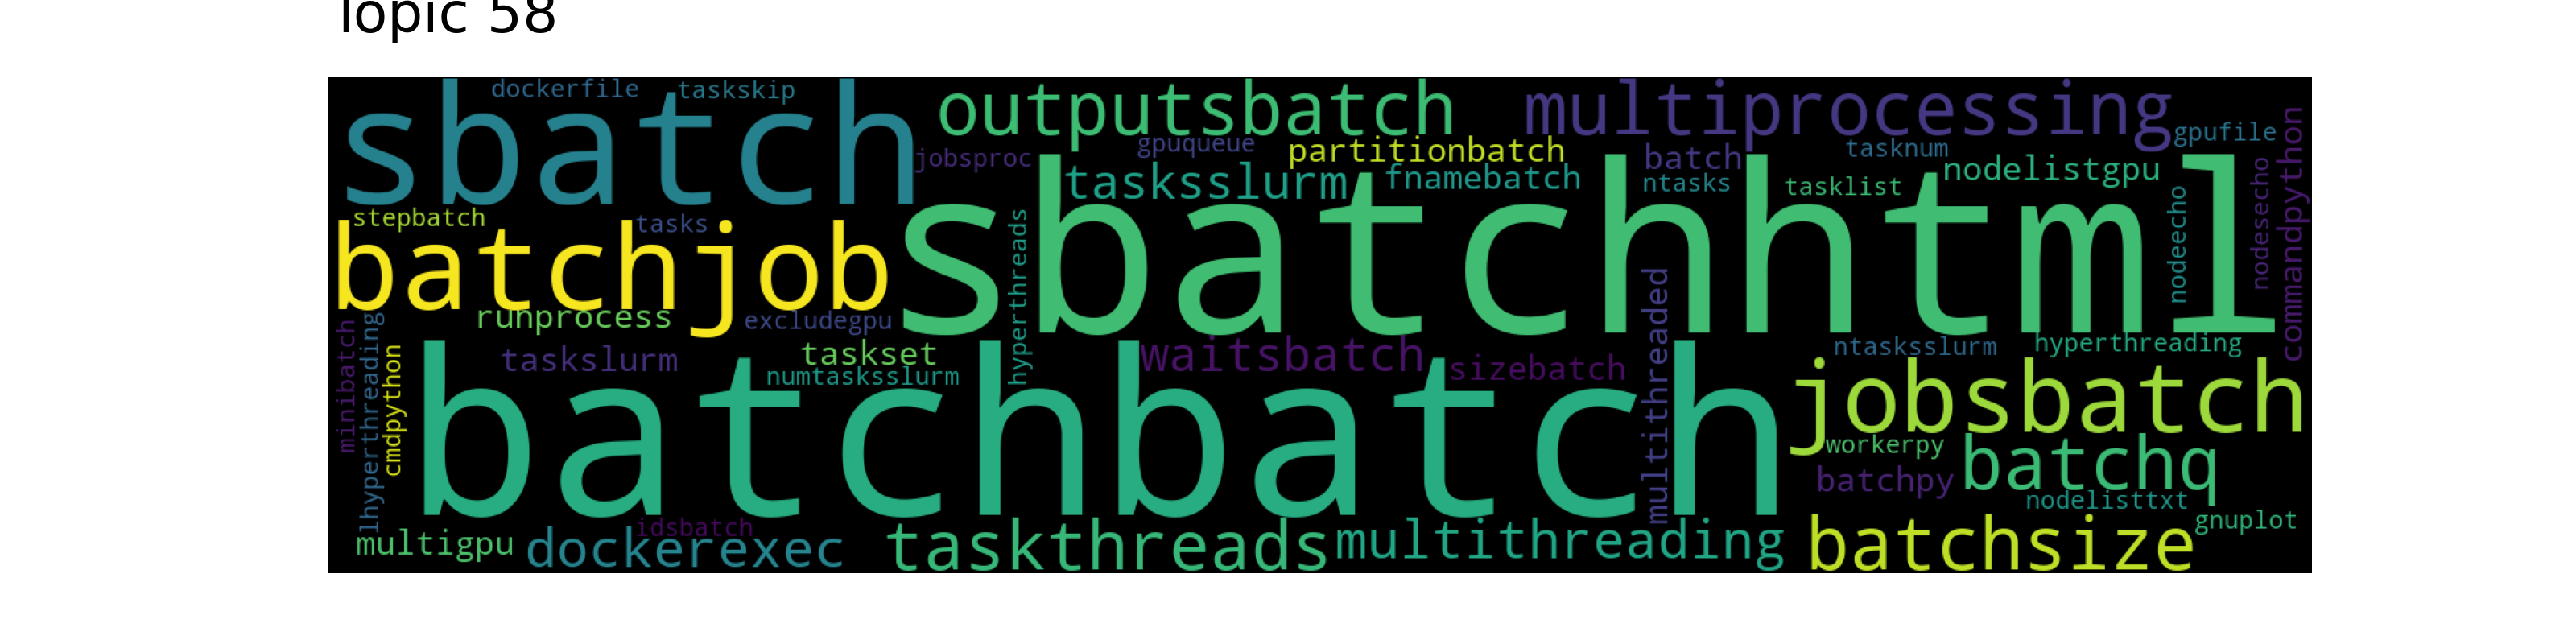 Topic 58
dockerfile taskskip
sbatch outputsbatch multiprocessing
gpufile
jobsproc gpuqueue partitionbatch batch tasknum
tasksslurm fnamebatch ntasks tasklist nodelistgpu
stepbatch tasks
batchjob sbatchhtml
hyperthreads
nodeecho
nodesecho
commandpython
runprocess excludegpu
multithreaded
minibatch
lhyperthreading
cmdpython
taskslurm taskset waitsbatch sizebatch ntasksslurm hyperthreading
numtasksslurm
batchbatch jobsbatch
workerpy
batchpy batchq
nodelisttxt
gnuplot
idsbatch
multigpu dockerexec taskthreads multithreading batchsize